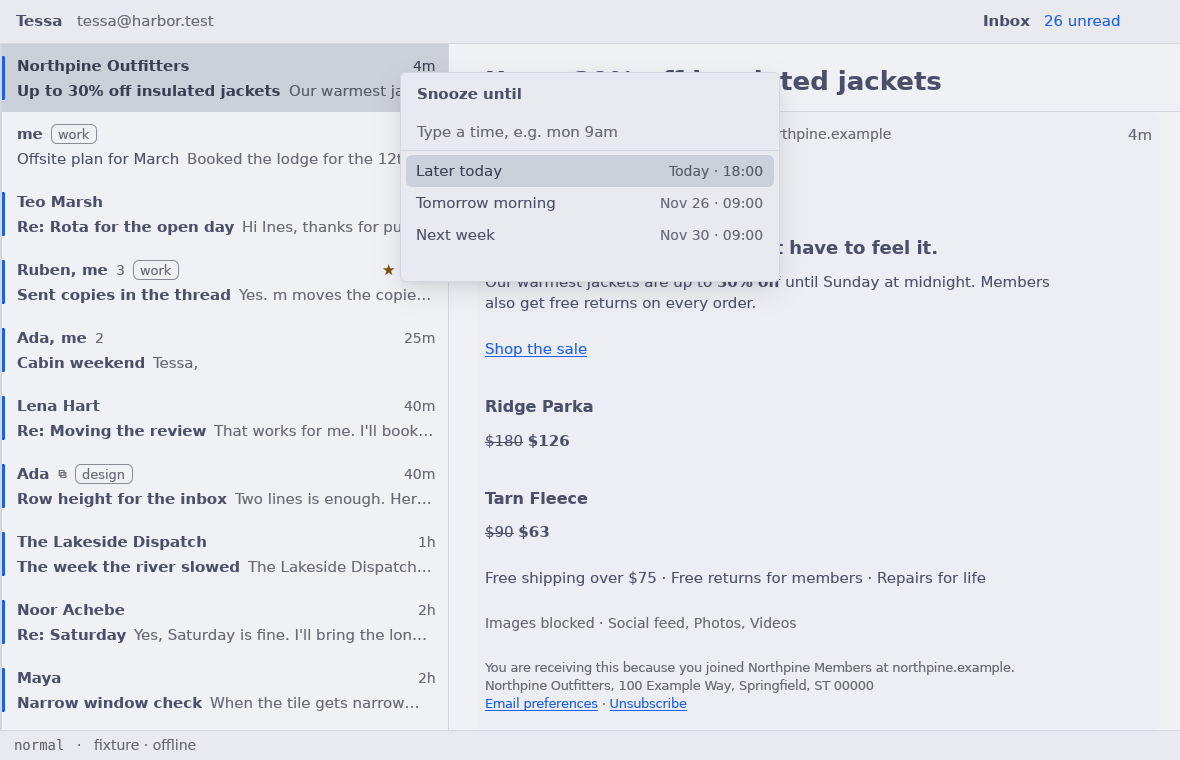 Tessa tessa@harbor.test
Inbox 26 unread
Northpine Outfitters 4m
Up to 30% off insulated jackets Our warmest ja
me work
Offsite plan for March Booked the lodge for the 12t
Teo Marsh
Re: Rota for the open day Hi Ines, thanks for pu
Ruben, me 3 work ★
Sent copies in the thread Yes. m moves the copie…
Ada, me 2 25m
Cabin weekend Tessa,
Lena Hart 40m
Re: Moving the review That works for me. I'll book…
Ada ⧉ design 40m
Row height for the inbox Two lines is enough. Her…
The Lakeside Dispatch 1h
The week the river slowed The Lakeside Dispatch…
Noor Achebe 2h
Re: Saturday Yes, Saturday is fine. I'll bring the lon…
Maya 2h
Narrow window check When the tile gets narrow…
Snooze until
Type a time, e.g. mon 9am
Later today Today · 18:00
Tomorrow morning Nov 26 · 09:00
Next week Nov 30 · 09:00
jackets
4m
have to feel it.
Our warmest jackets are up to 30% off until Sunday at midnight. Members
also get free returns on every order.
Shop the sale
Ridge Parka
$180 $126
Tarn Fleece
$90 $63
Free shipping over $75 · Free returns for members · Repairs for life
Images blocked · Social feed, Photos, Videos
You are receiving this because you joined Northpine Members at northpine.example.
Northpine Outfitters, 100 Example Way, Springfield, ST 00000
Email preferences · Unsubscribe
normal · fixture · offline